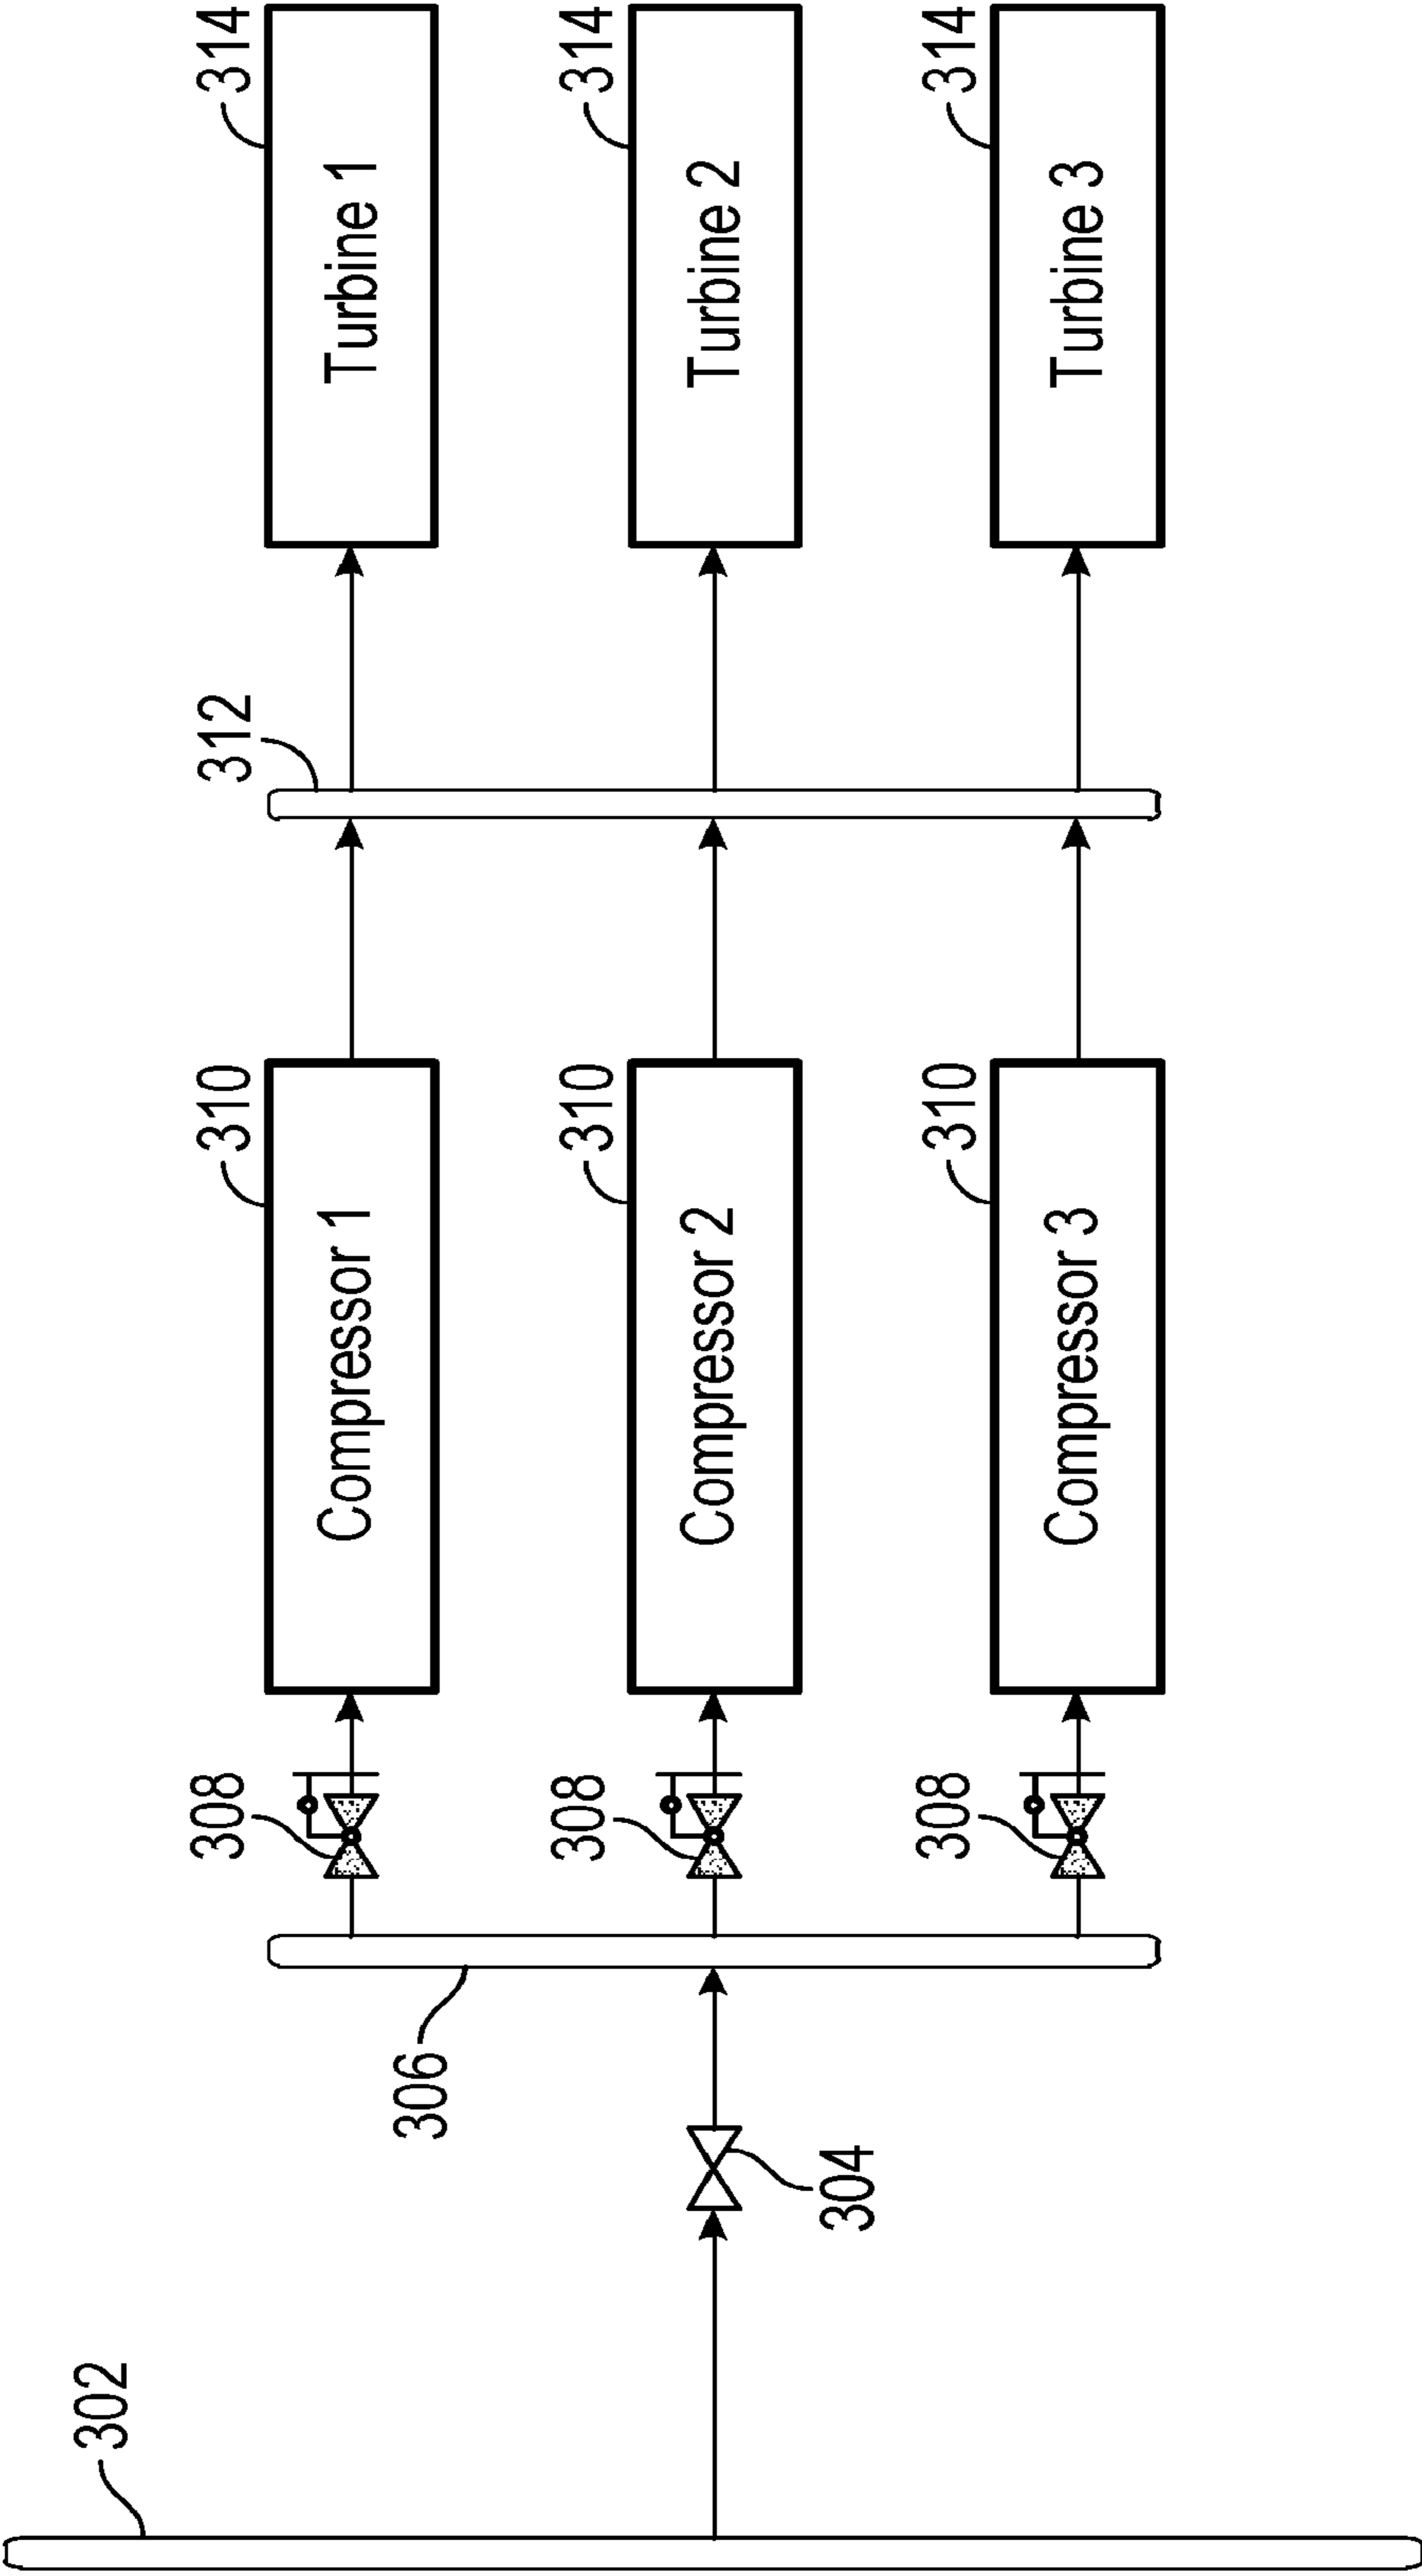 302
304
306
308
308
308
310
Compressor 1
310
Compressor 2
310
Compressor 3
312
314
Turbine 1
314
Turbine 2
314
Turbine 3